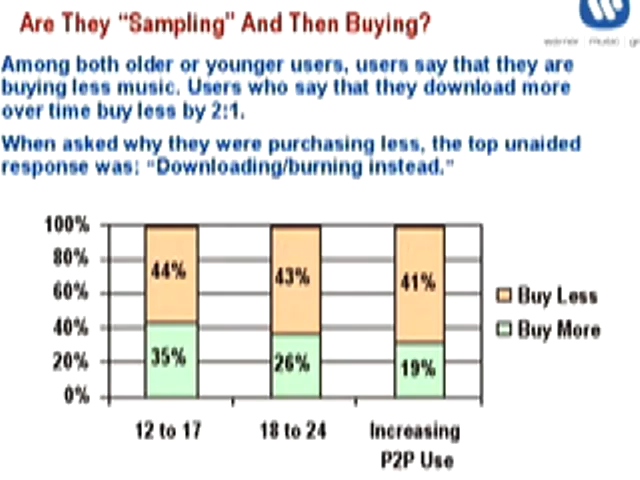 Are They “Sampling” And Then Buying?
warner music gr
Among both older or younger users, users say that they are
buying less music. Users who say that they download more
over time buy less by 2:1.
When asked why they were purchasing less, the top unaided
response was: “Downloading/burning instead.”
100%
80%
60%
40%
20%
0%
44%
43%
41%
35%
26%
19%
Buy Less
Buy More
12 to 17
18 to 24
Increasing
P2P Use